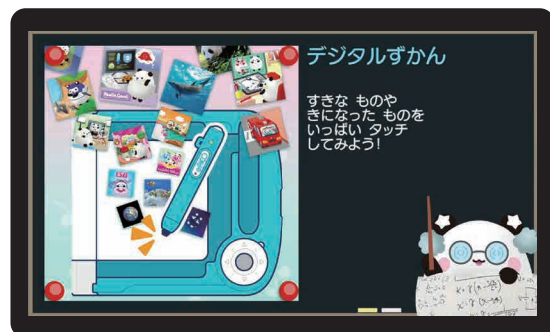 デジタルずかん
すきな ものや
きになった ものを
いっぱい タッチ
してみよう!